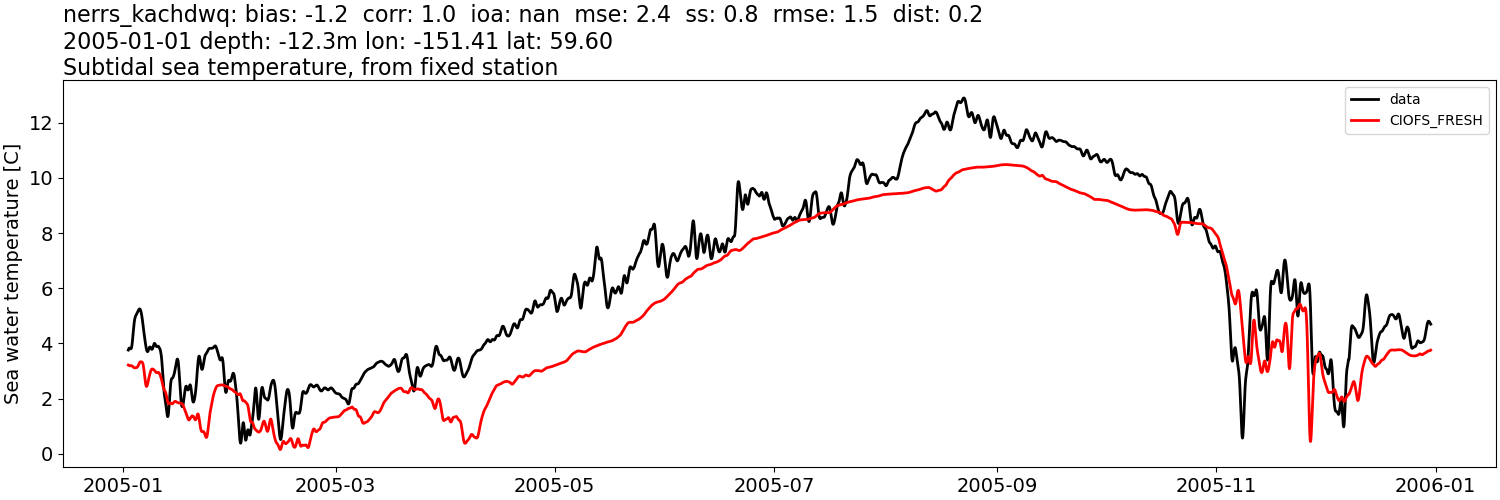 nerrs_kachdwq: bias: -1.2  corr: 1.0  ioa: nan  mse: 2.4  ss: 0.8  rmse: 1.5  dist: 0.2
2005-01-01 depth: -12.3m lon: -151.41 lat: 59.60
Subtidal sea temperature, from fixed station
data
CIOFS_FRESH
Sea water temperature [C]
12
10
8
6
4
2
0
2005-01
2005-03
2005-05
2005-07
2005-09
2005-11
2006-01